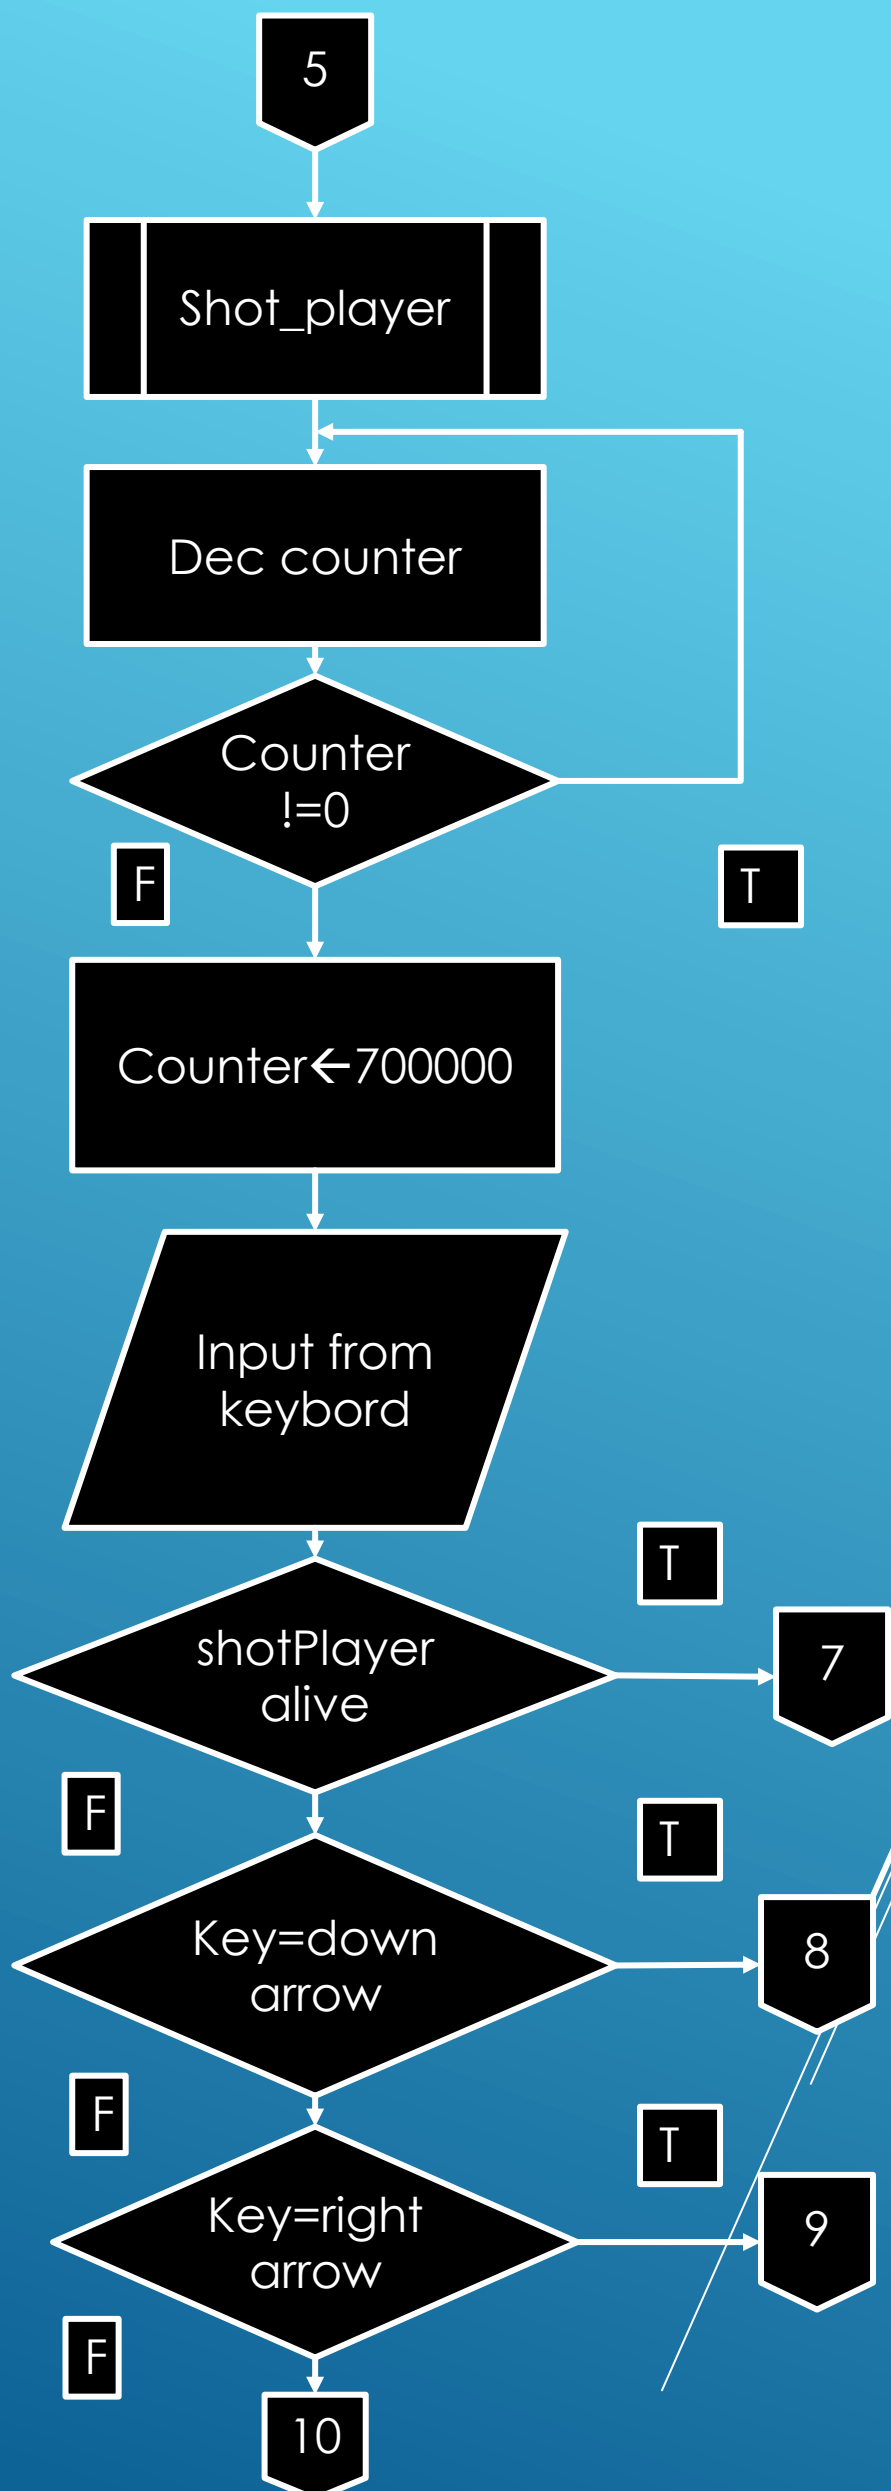 5
Shot_player
Dec counter
Counter
!=0
F
T
Counter←700000
Input from
keybord
T
shotPlayer
alive
7
F
T
Key=down
arrow
8
F
T
Key=right
arrow
9
F
10